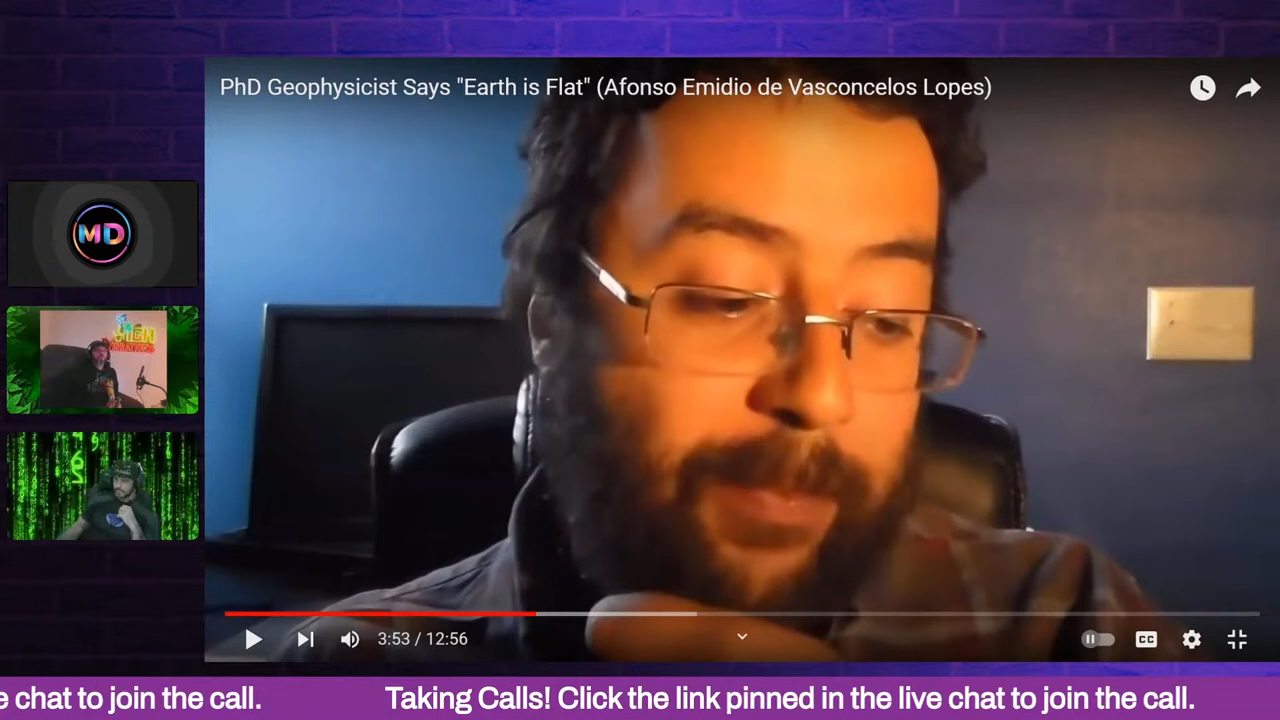 PhD Geophysicist Says "Earth is Flat" (Afonso Emidio de Vasconcelos Lopes)
MD
3:53 / 12:56
CC
e chat to join the call.
Taking Calls! Click the link pinned in the live chat to join the call.